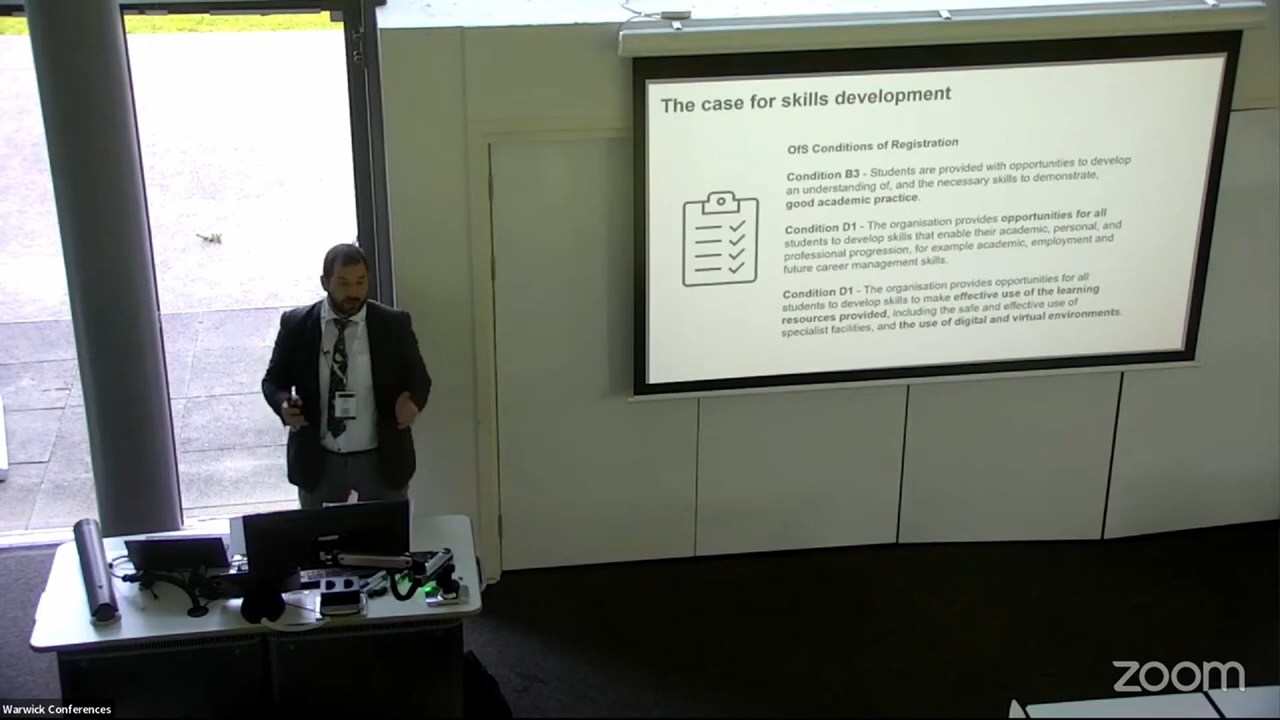 The case for skills development
OfS Conditions of Registration
Condition B3 - Students are provided with opportunities to develop
an understanding of, and the necessary skills to demonstrate,
good academic practice.
Condition D1 - The organisation provides opportunities for all
students to develop skills that enable their academic, personal, and
professional progression, for example academic, employment and
future career management skills.
Condition D1 - The organisation provides opportunities for all
students to develop skills to make effective use of the learning
resources provided, including the safe and effective use of
specialist facilities, and the use of digital and virtual environments.
zoom
Warwick Conferences